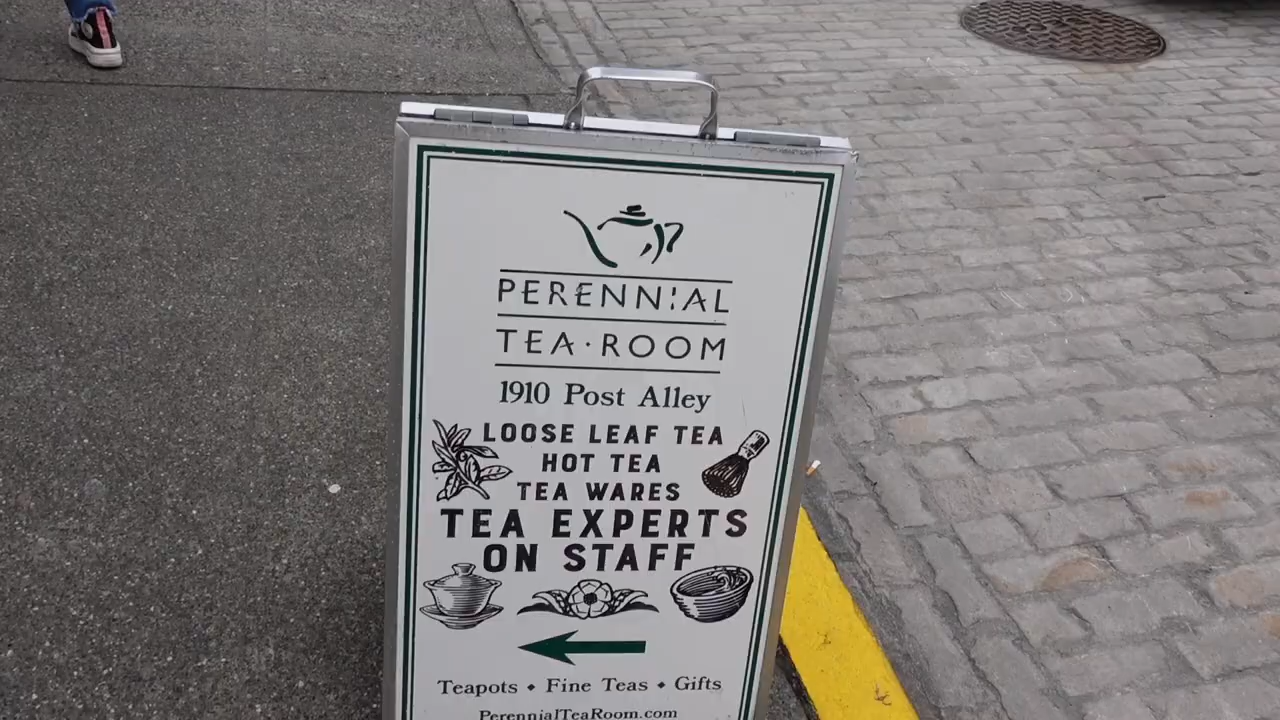 PERENNIAL
TEA·ROOM
1910 Post Alley
LOOSE LEAF TEA
HOT TEA
TEA WARES
TEA EXPERTS
ON STAFF
Teapots • Fine Teas • Gifts
PerennialTeaRoom.com